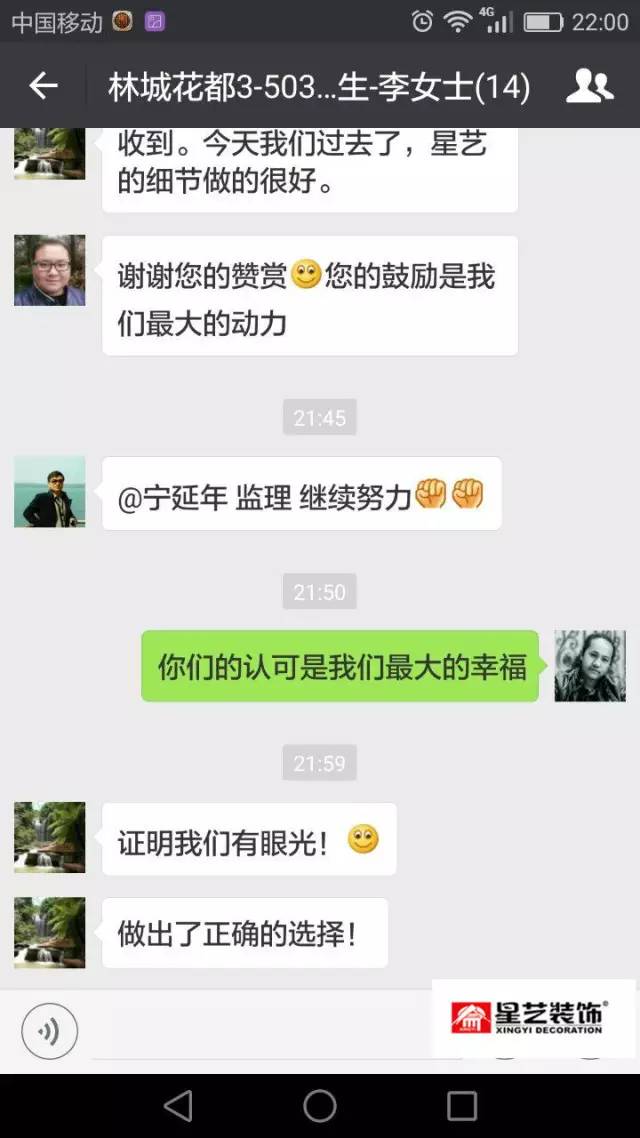 中国移动 4G 22:00
林城花都3-503...生-李女士(14)
收到。今天我们过去了，星艺
的细节做的很好。
谢谢您的赞赏您的鼓励是我
们最大的动力
21:45
@宁延年 监理 继续努力
21:50
你们的认可是我们最大的幸福
21:59
证明我们有眼光！
做出了正确的选择！
星艺装饰®
XINGYI DECORATION